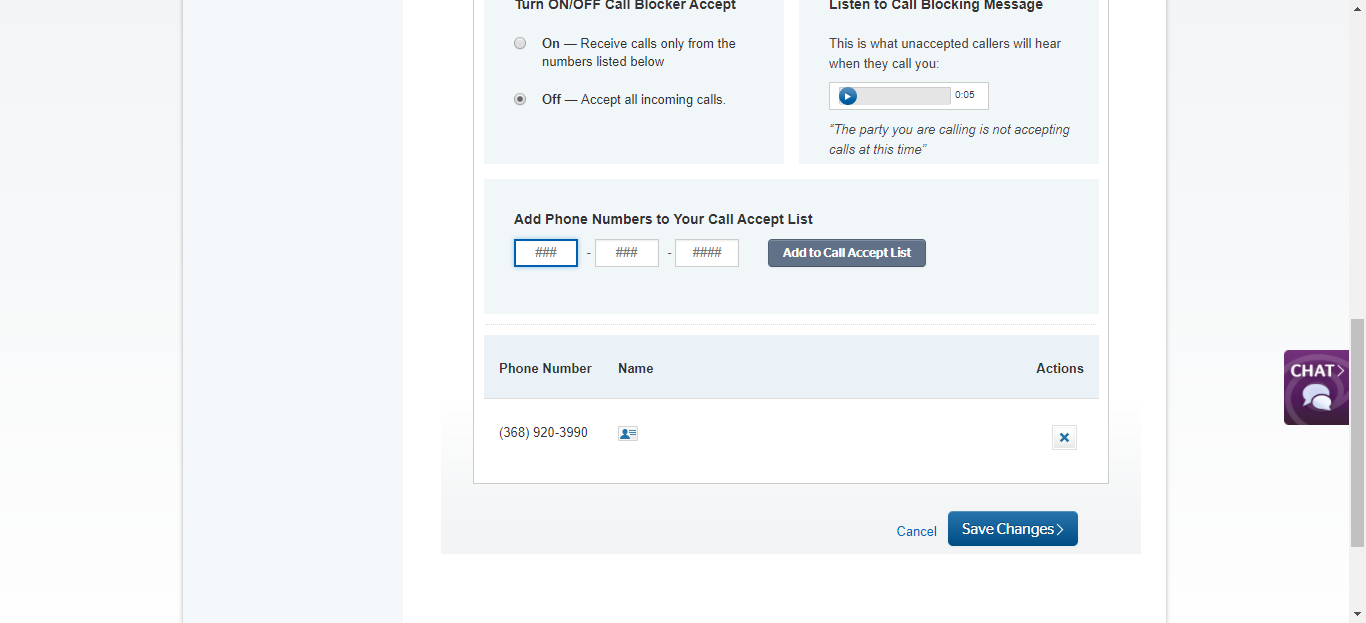 Turn ON/OFF Call Blocker Accept
On — Receive calls only from the
numbers listed below
Off — Accept all incoming calls.
Listen to Call Blocking Message
This is what unaccepted callers will hear
when they call you:
0:05
“The party you are calling is not accepting
calls at this time”
Add Phone Numbers to Your Call Accept List
### - ### - #### Add to Call Accept List
Phone Number Name Actions
(368) 920-3990
CHAT
Cancel Save Changes